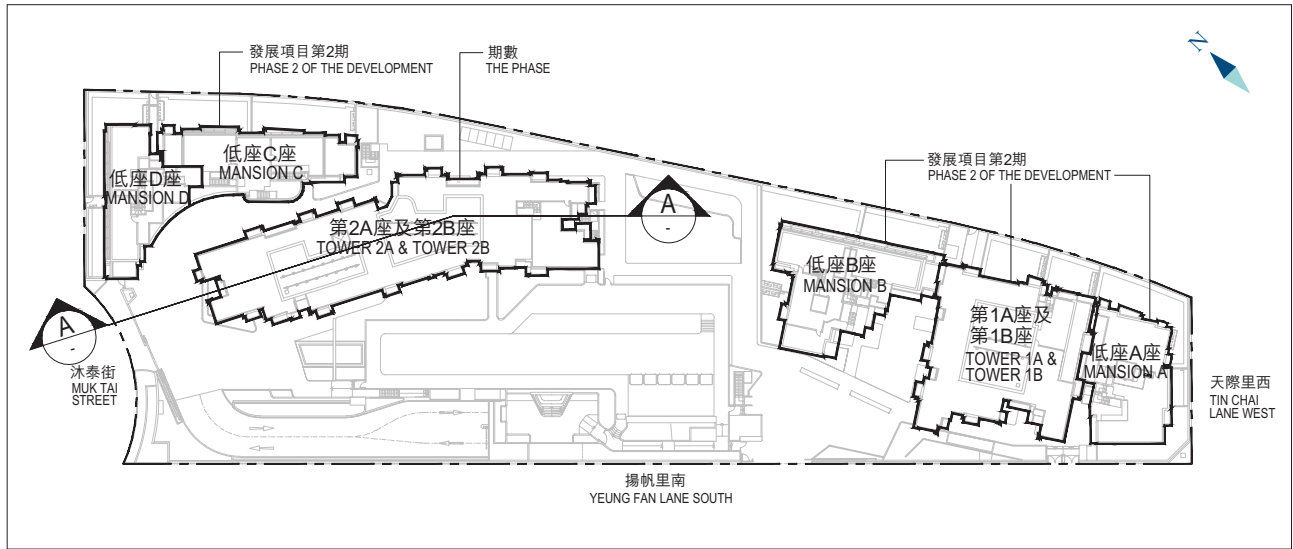 發展項目第2期
PHASE 2 OF THE DEVELOPMENT
期數
THE PHASE
N
低座C座
MANSION C
低座D座
MANSION D
發展項目第2期
PHASE 2 OF THE DEVELOPMENT
A
-
第2A座及第2B座
TOWER 2A & TOWER 2B
低座B座
MANSION B
第1A座及
第1B座
TOWER 1A &
TOWER 1B
低座A座
MANSION A
A
-
沐泰街
MUK TAI
STREET
天際里西
TIN CHAI
LANE WEST
揚帆里南
YEUNG FAN LANE SOUTH